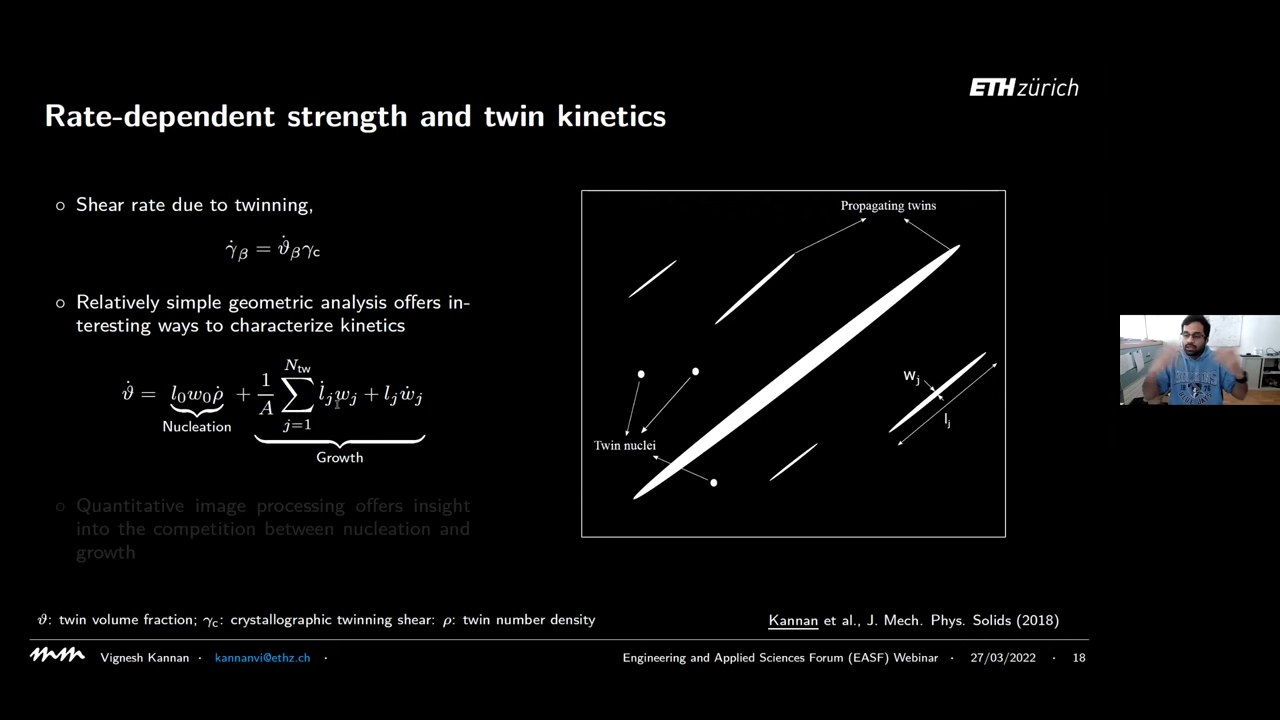 ETH zürich
Rate-dependent strength and twin kinetics
○ Shear rate due to twinning,
γ̇_β = ϑ̇_β γ_c
○ Relatively simple geometric analysis offers in-
teresting ways to characterize kinetics
ϑ̇ = l₀w₀ρ̇ + 1/A ∑_{j=1}^{N_tw} l̇_j w_j + l_j ẇ_j
Nucleation
Growth
○ Quantitative image processing offers insight
into the competition between nucleation and
growth
Propagating twins
w_j
l_j
Twin nuclei
ϑ: twin volume fraction; γ_c: crystallographic twinning shear: ρ: twin number density
Kannan et al., J. Mech. Phys. Solids (2018)
Vignesh Kannan · kannanvi@ethz.ch ·
Engineering and Applied Sciences Forum (EASF) Webinar · 27/03/2022 · 18